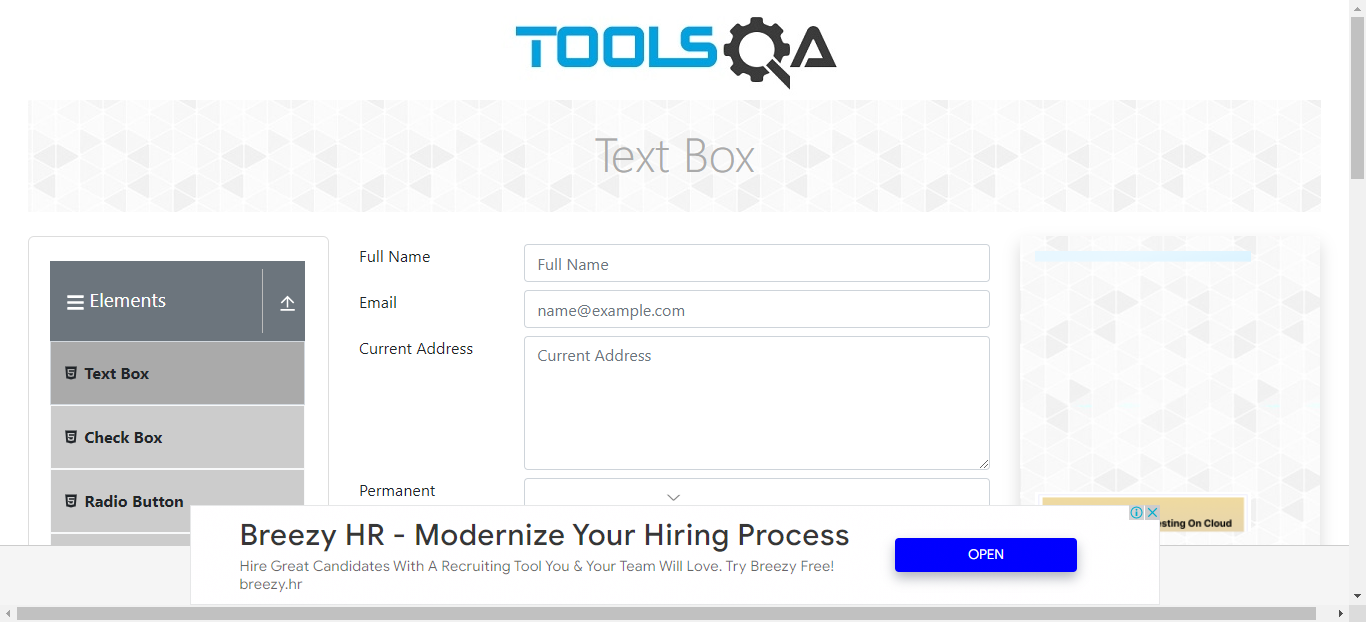 TOOLSQA
Text Box
Elements
Text Box
Check Box
Radio Button
Full Name
Full Name
Email
name@example.com
Current Address
Current Address
Permanent
sting On Cloud
Breezy HR - Modernize Your Hiring Process
Hire Great Candidates With A Recruiting Tool You & Your Team Will Love. Try Breezy Free!
breezy.hr
OPEN